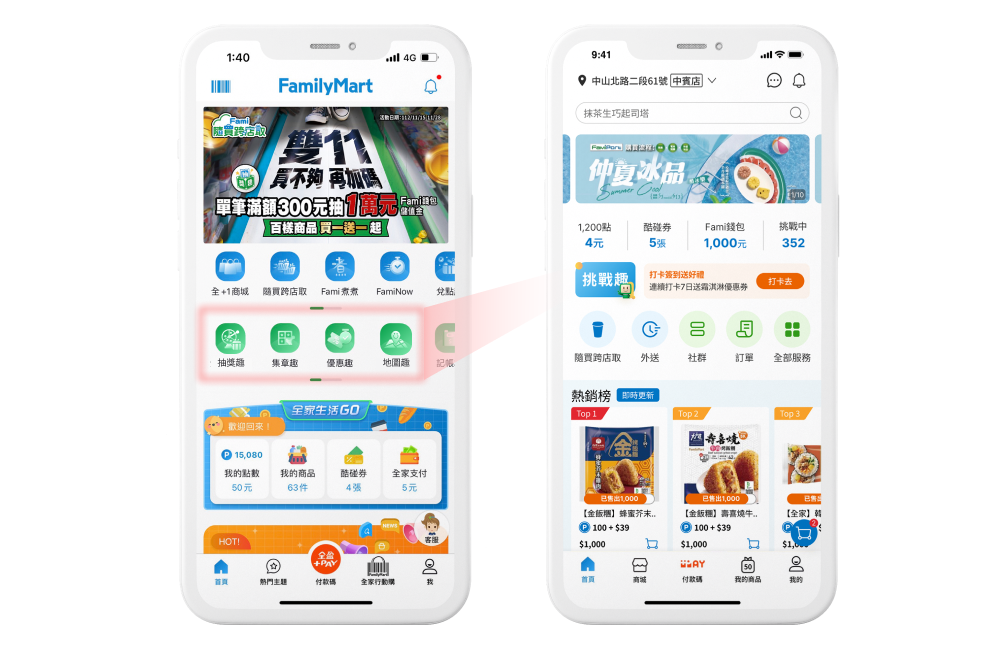 1:40
4G
FamilyMart
Fami
隨買跨店取
活動日期:112/11/15-11/28
雙11
買不夠 再加碼
單筆滿額300元抽1萬元
Fami錢包
儲值金
百樣商品 買一送一 起
全+1商城
隨買跨店取
Fami煮煮
FamiNow
兌點
抽獎趣
集章趣
優惠趣
地圖趣
記帳
全家生活GO
歡迎回來！
P 15,080
我的點數
50元
我的商品
63件
酷碰券
4張
全家支付
5元
HOT!
NEWS
客服
首頁
熱門主題
全盈
+PAY
付款碼
FamilyMart
全家行動購
我
9:41
中山北路二段61號 中賓店
抹茶生巧起司塔
仲夏冰品
Summer Cool
1/10
1,200點
4元
酷碰券
5張
Fami錢包
1,000元
挑戰中
352
挑戰趣
打卡簽到送好禮
連續打卡7日送霜淇淋優惠券
打卡去
隨買跨店取
外送
社群
訂單
全部服務
熱銷榜 即時更新
Top 1
金
已售出1,000
【金飯糰】蜂蜜芥末..
P 100 + $39
$1,000
Top 2
壽喜燒
已售出1,000
【金飯糰】壽喜燒牛..
P 100 + $39
$1,000
Top 3
已售出
【全家】韓
P
$1,0
2
首頁
商城
付款碼
50
我的商品
我的